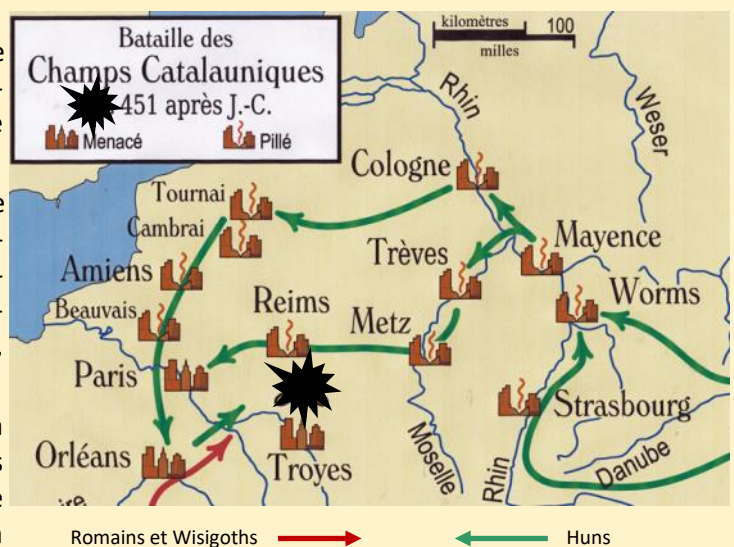 Bataille des
Champs Catalauniques
451 après J.-C.
Menacé Pillé
kilomètres 100
milles
Rhin
Weser
Cologne
Tournai
Cambrai
Mayence
Trèves
Amiens
Worms
Reims
Beauvais
Metz
Paris
Strasbourg
Orléans
Troyes
Moselle
Rhin
Danube
ire
Romains et Wisigoths Huns